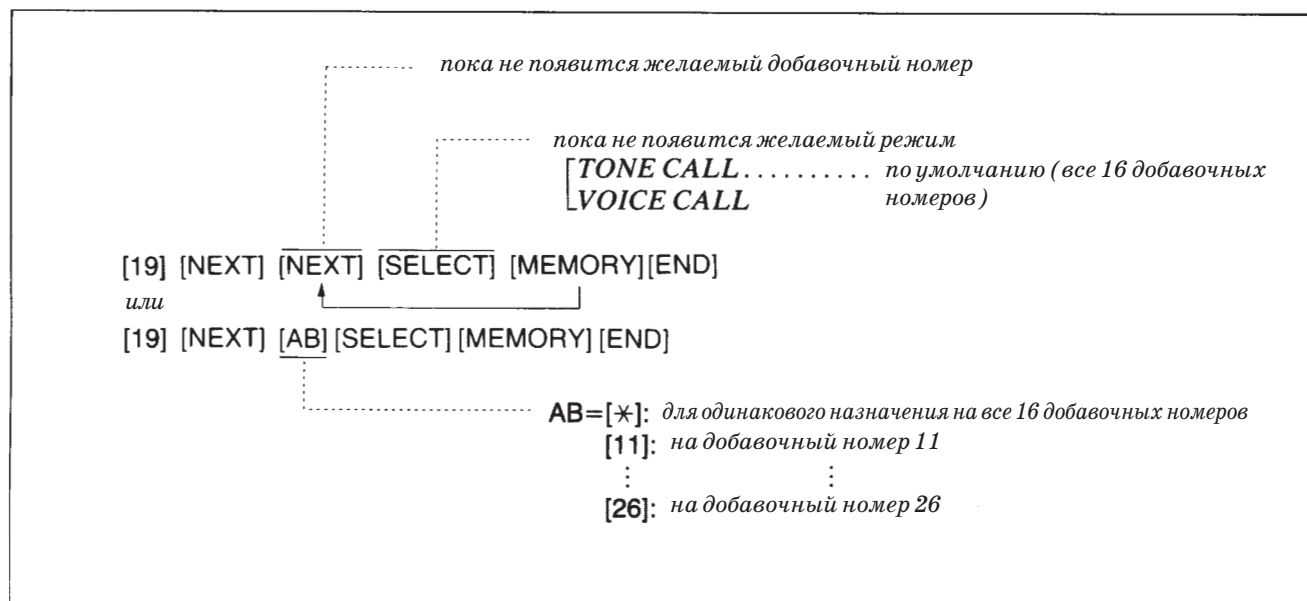 пока не появится желаемый добавочный номер
пока не появится желаемый режим
TONE CALL.......... по умолчанию (все 16 добавочных
VOICE CALL номеров)
[19] [NEXT] [NEXT] [SELECT] [MEMORY][END]
или
[19] [NEXT] [AB] [SELECT] [MEMORY] [END]
AB=[✳]: для одинакового назначения на все 16 добавочных номеров
[11]: на добавочный номер 11
⋮ ⋮
[26]: на добавочный номер 26